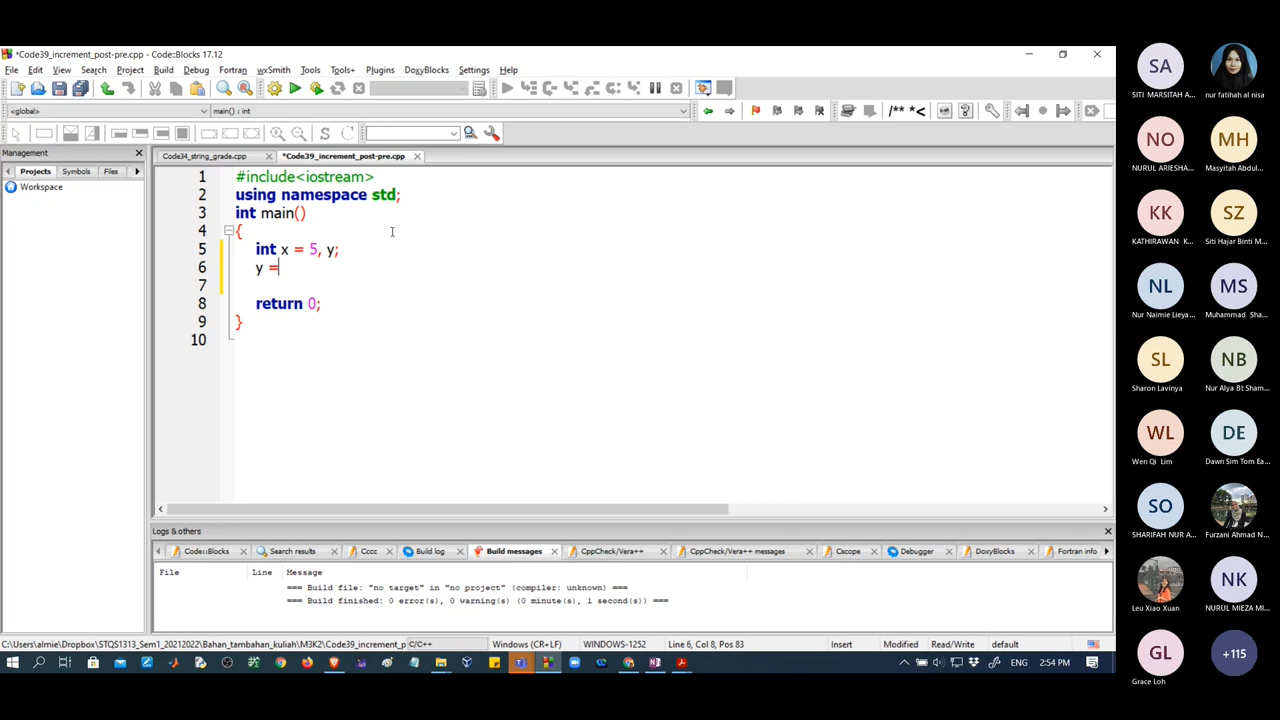 *Code39_increment_post-pre.cpp - Code::Blocks 17.12
File Edit View Search Project Build Debug Fortran wxSmith Tools Tools+ Plugins DoxyBlocks Settings Help
<global> main() : int
/** *<
Management
Projects Symbols Files
Workspace
Code34_string_grade.cpp *Code39_increment_post-pre.cpp
1 #include<iostream>
2 using namespace std;
3 int main()
4 {
5 int x = 5, y;
6 y =
7
8 return 0;
9 }
10
Logs & others
Code::Blocks Search results Cccc Build log Build messages CppCheck/Vera++ CppCheck/Vera++ messages Cscope Debugger DoxyBlocks Fortran info
File Line Message
=== Build file: "no target" in "no project" (compiler: unknown) ===
=== Build finished: 0 error(s), 0 warning(s) (0 minute(s), 1 second(s)) ===
C:\Users\almie\Dropbox\STQS1313_Sem1_20212022\Bahan_tambahan_kuliah\M3K2\Code39_increment_p C/C++ Windows (CR+LF) WINDOWS-1252 Line 6, Col 8, Pos 83 Insert Modified Read/Write default
ENG 2:54 PM
SA
SITI MARSITAH A...
nur fatihah al nisa
NO
NURUL ARIESHA...
MH
Masyitah Abdul...
KK
KATHIRAWAN K...
SZ
Siti Hajar Binti M...
NL
Nur Naimie Lieya...
MS
Muhammad Sha...
SL
Sharon Lavinya
NB
Nur Alya Bt Sham...
WL
Wen Qi Lim
DE
Dawn Sim Tom Ea...
SO
SHARIFAH NUR A...
Furzani Ahmad N...
Leu Xiao Xuan
NK
NURUL MIEZA MI...
GL
Grace Loh
+115